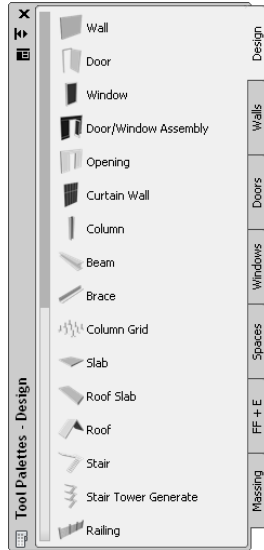 Wall
Door
Window
Door/Window Assembly
Opening
Curtain Wall
Column
Beam
Brace
Column Grid
Slab
Roof Slab
Roof
Stair
Stair Tower Generate
Railing
Design
Walls
Doors
Windows
Spaces
FF + E
Massing
Tool Palettes - Design